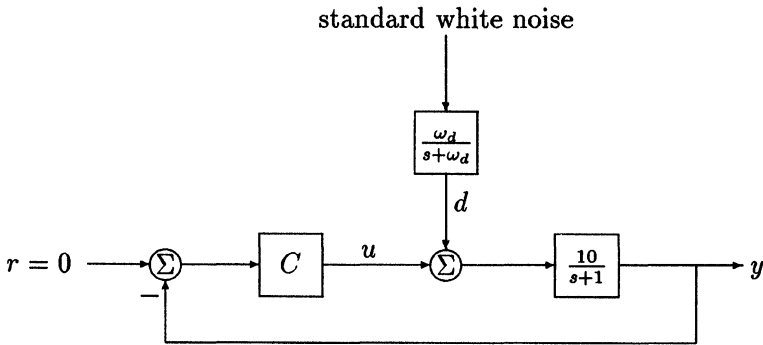 standard white noise
ω_d
s+ω_d
d
r = 0
Σ
C
u
Σ
10
s+1
y
−